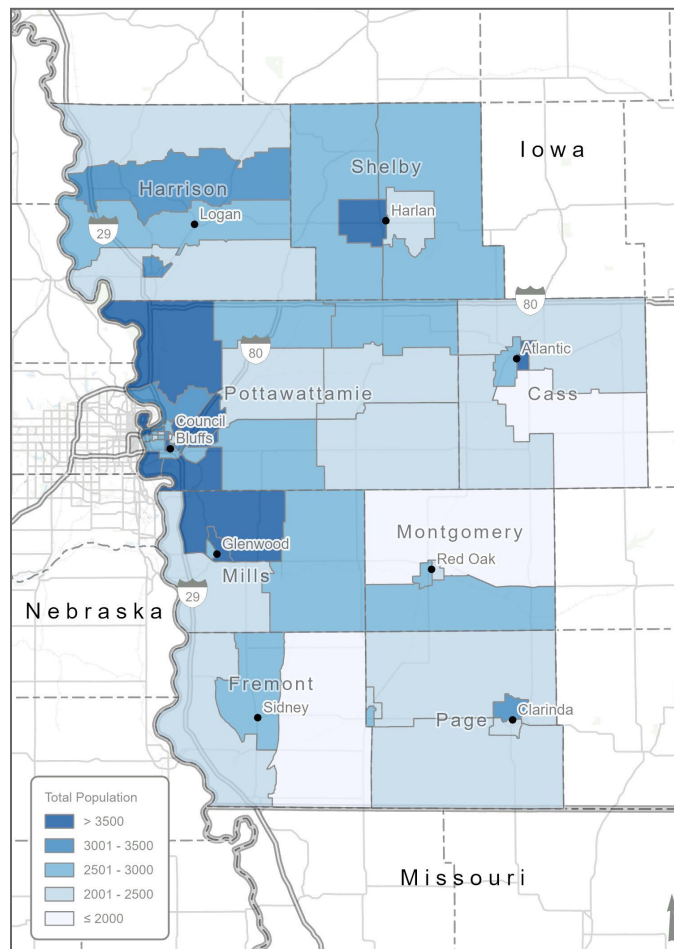 Iowa
Shelby
Harrison
Logan
Harlan
29
80
80
Atlantic
Pottawattamie
Cass
Council
Bluffs
Montgomery
Glenwood
Red Oak
Mills
29
Nebraska
Fremont
Sidney
Clarinda
Page
Total Population
> 3500
3001 - 3500
2501 - 3000
2001 - 2500
≤ 2000
Missouri